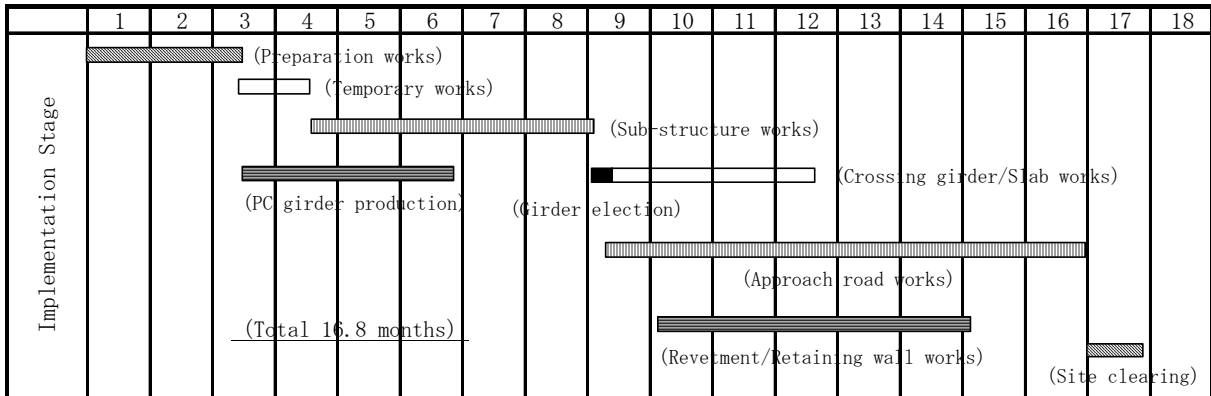 1 2 3 4 5 6 7 8 9 10 11 12 13 14 15 16 17 18
Implementation Stage
(Preparation works)
(Temporary works)
(Sub-structure works)
(Crossing girder/Slab works)
(PC girder production)
(Girder election)
(Approach road works)
(Total 16.8 months)
(Revetment/Retaining wall works)
(Site clearing)